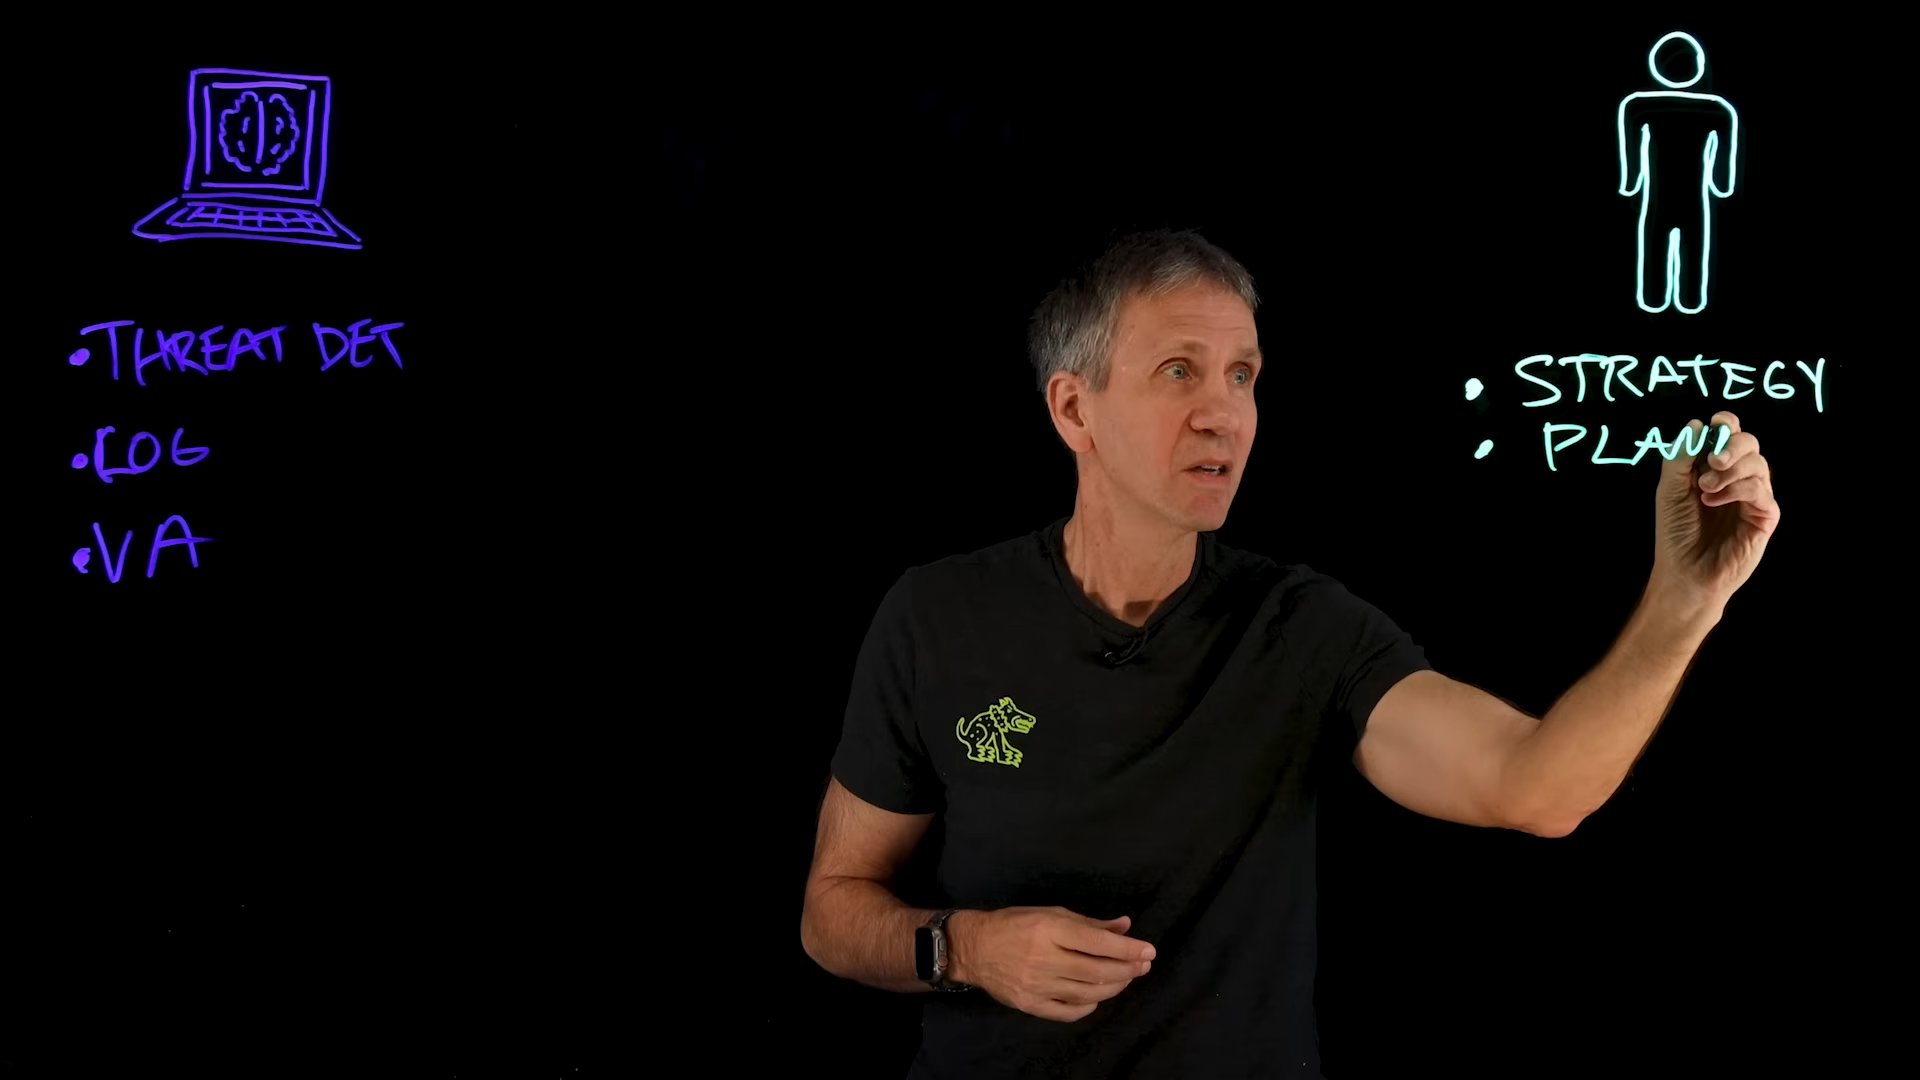 • THREAT DET
• LOG
• VA
• STRATEGY
• PLAN